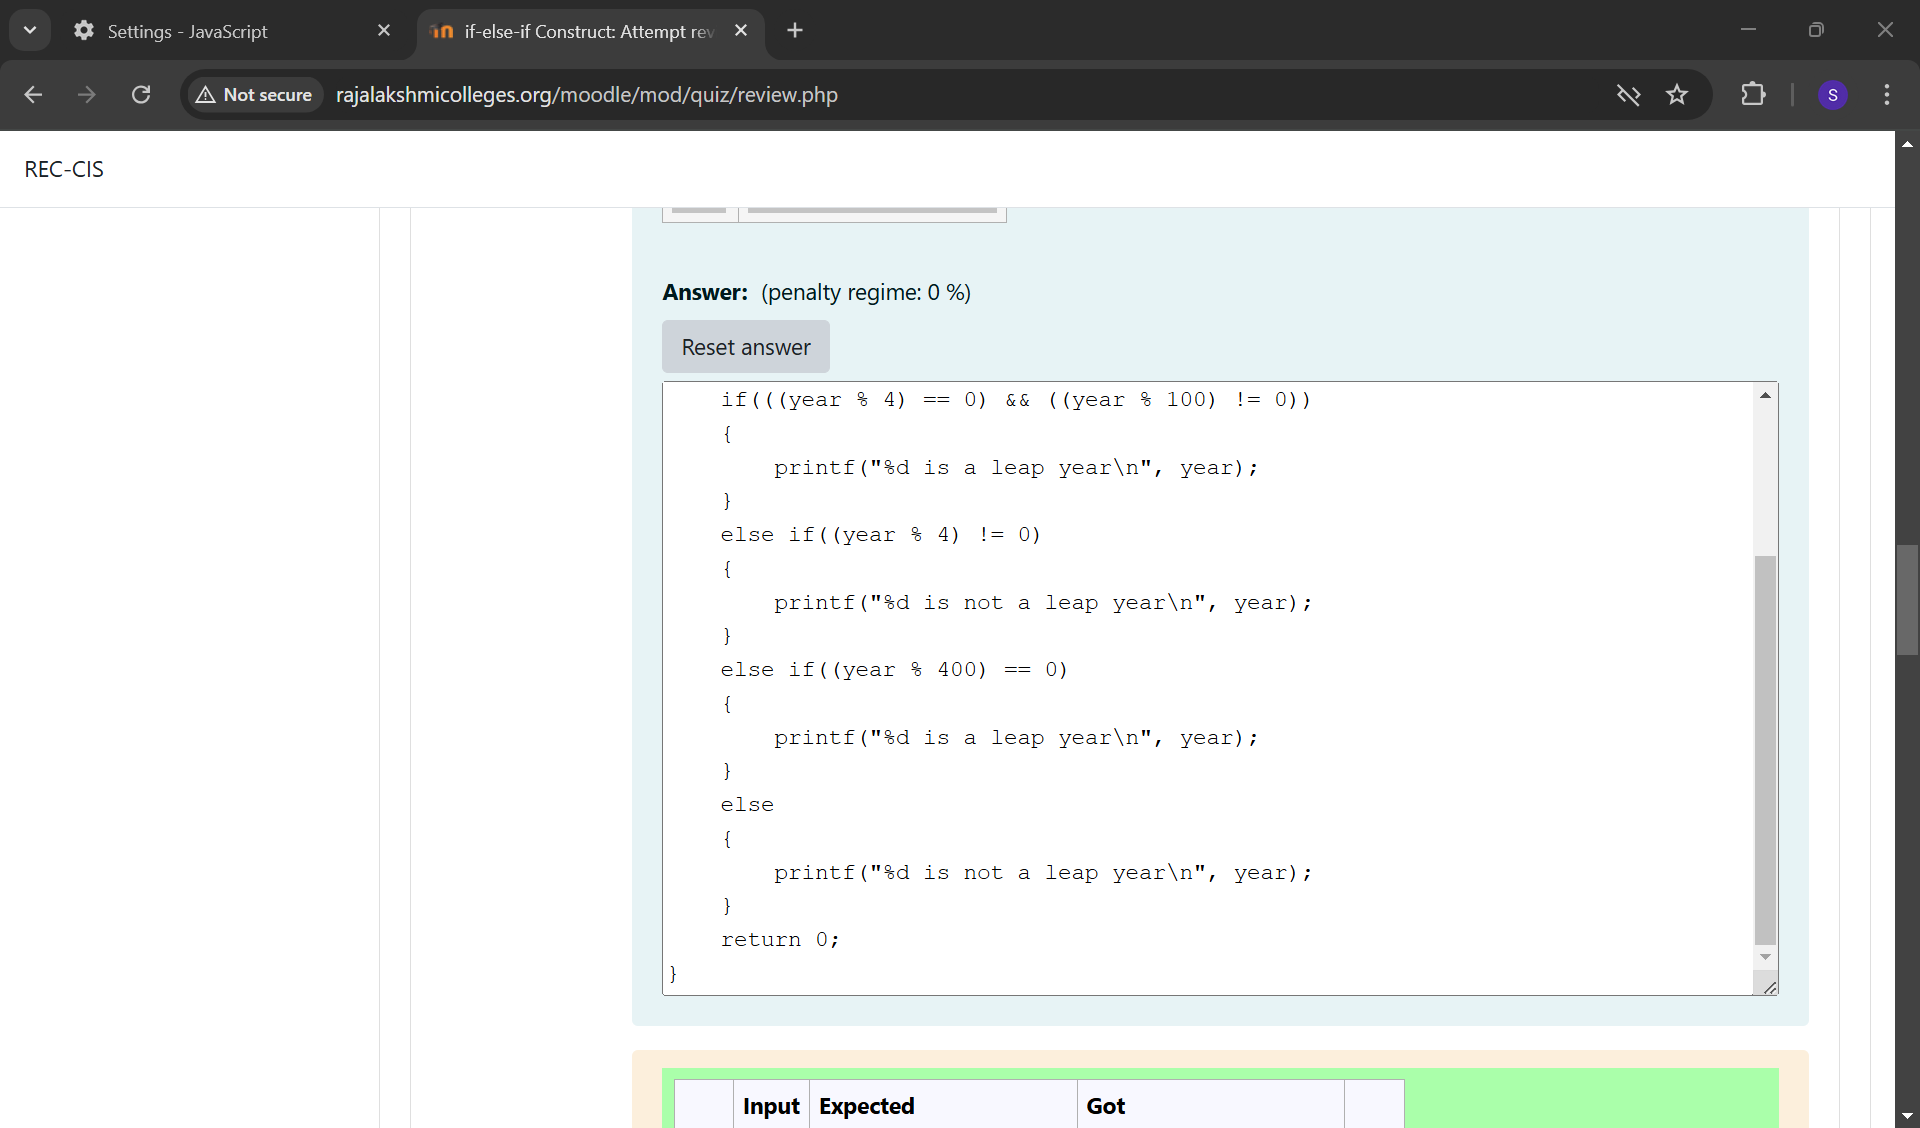 Settings - JavaScript
if-else-if Construct: Attempt rev
Not secure
rajalakshmicolleges.org/moodle/mod/quiz/review.php
S
REC-CIS
Answer: (penalty regime: 0 %)
Reset answer
if(((year % 4) == 0) && ((year % 100) != 0))
{
printf("%d is a leap year\n", year);
}
else if((year % 4) != 0)
{
printf("%d is not a leap year\n", year);
}
else if((year % 400) == 0)
{
printf("%d is a leap year\n", year);
}
else
{
printf("%d is not a leap year\n", year);
}
return 0;
}
Input Expected Got